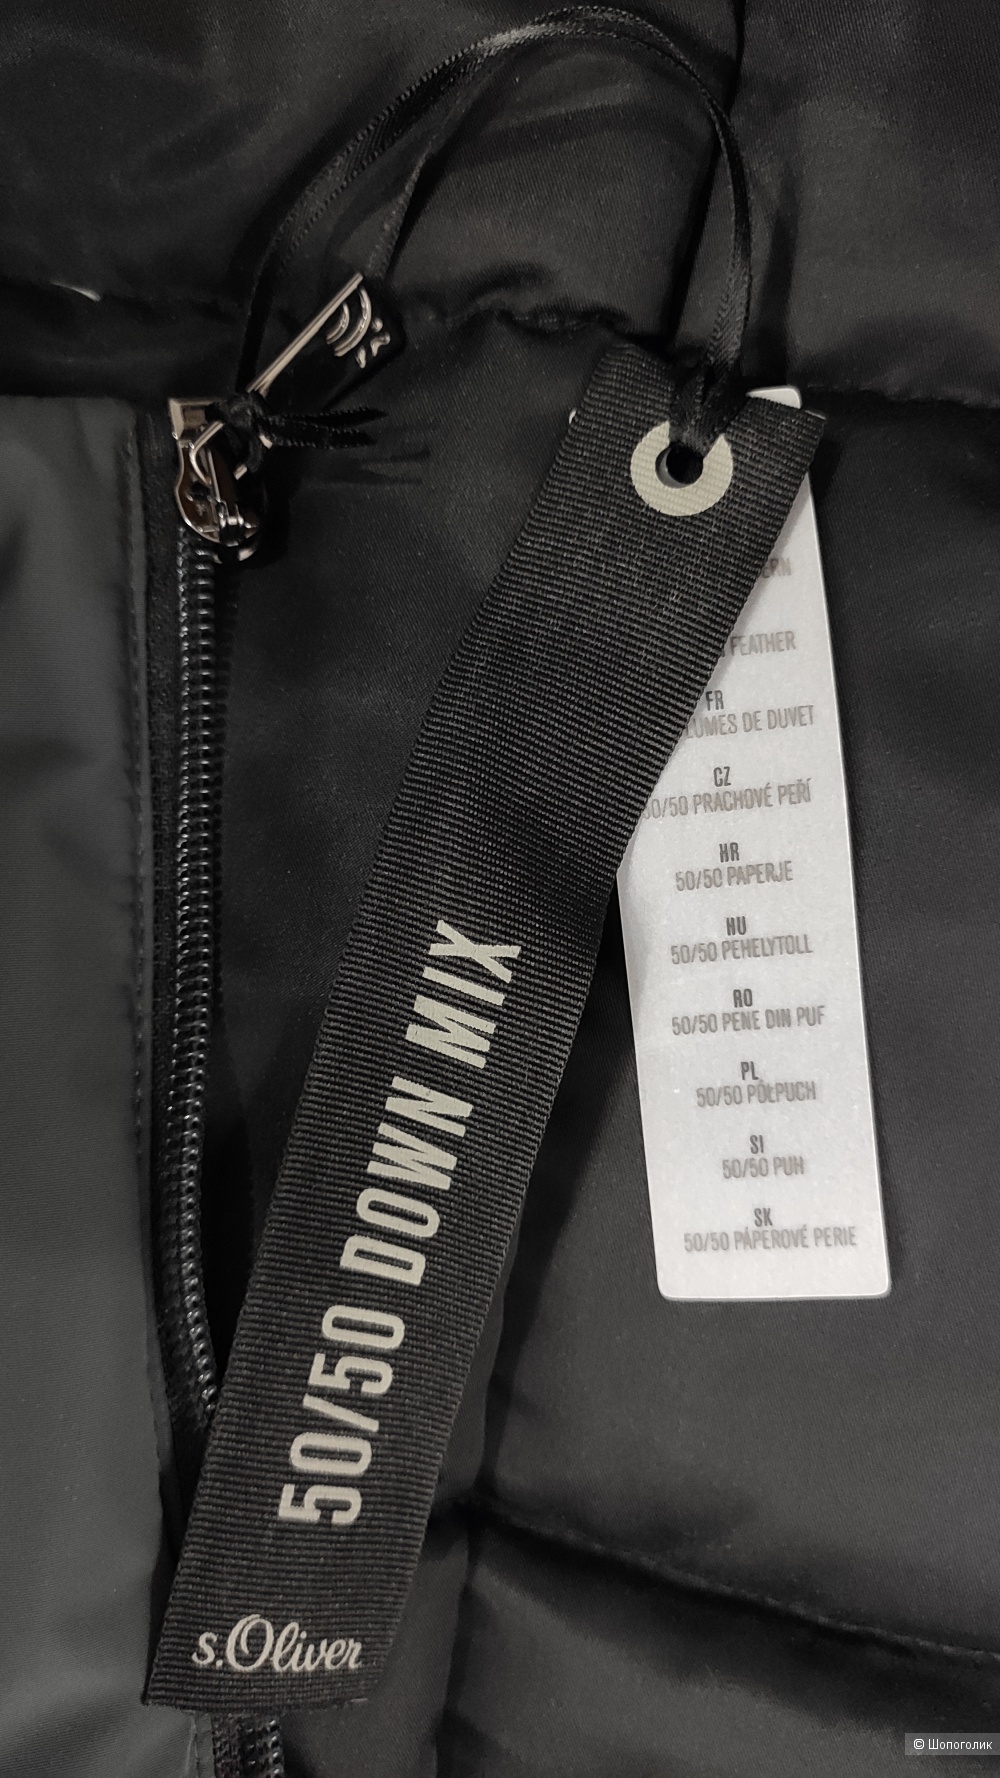 50/50 DOWN MIX
s.Oliver
FEATHER
FR
DE DUVET
CZ
50/50 PRACHOVÉ PEŘÍ
HR
50/50 PAPERJE
HU
50/50 PEHELYTOLL
RO
50/50 PENE DIN PUF
PL
50/50 PÓŁPUCH
SI
50/50 PUH
SK
50/50 PÁPEROVÉ PERIE
© Шопоголик